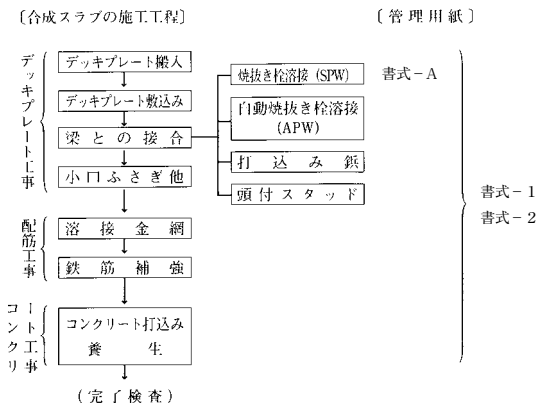 〔合成スラブの施工工程〕
〔管理用紙〕
デッキプレート工事
デッキプレート搬入
デッキプレート敷込み
梁との接合
小口ふさぎ他
焼抜き栓溶接(SPW)
書式-A
自動焼抜き栓溶接
(APW)
打込み鋲
頭付スタッド
配筋工事
溶接金網
鉄筋補強
コンクリート工事
コンクリート打込み
養生
(完了検査)
書式-1
書式-2